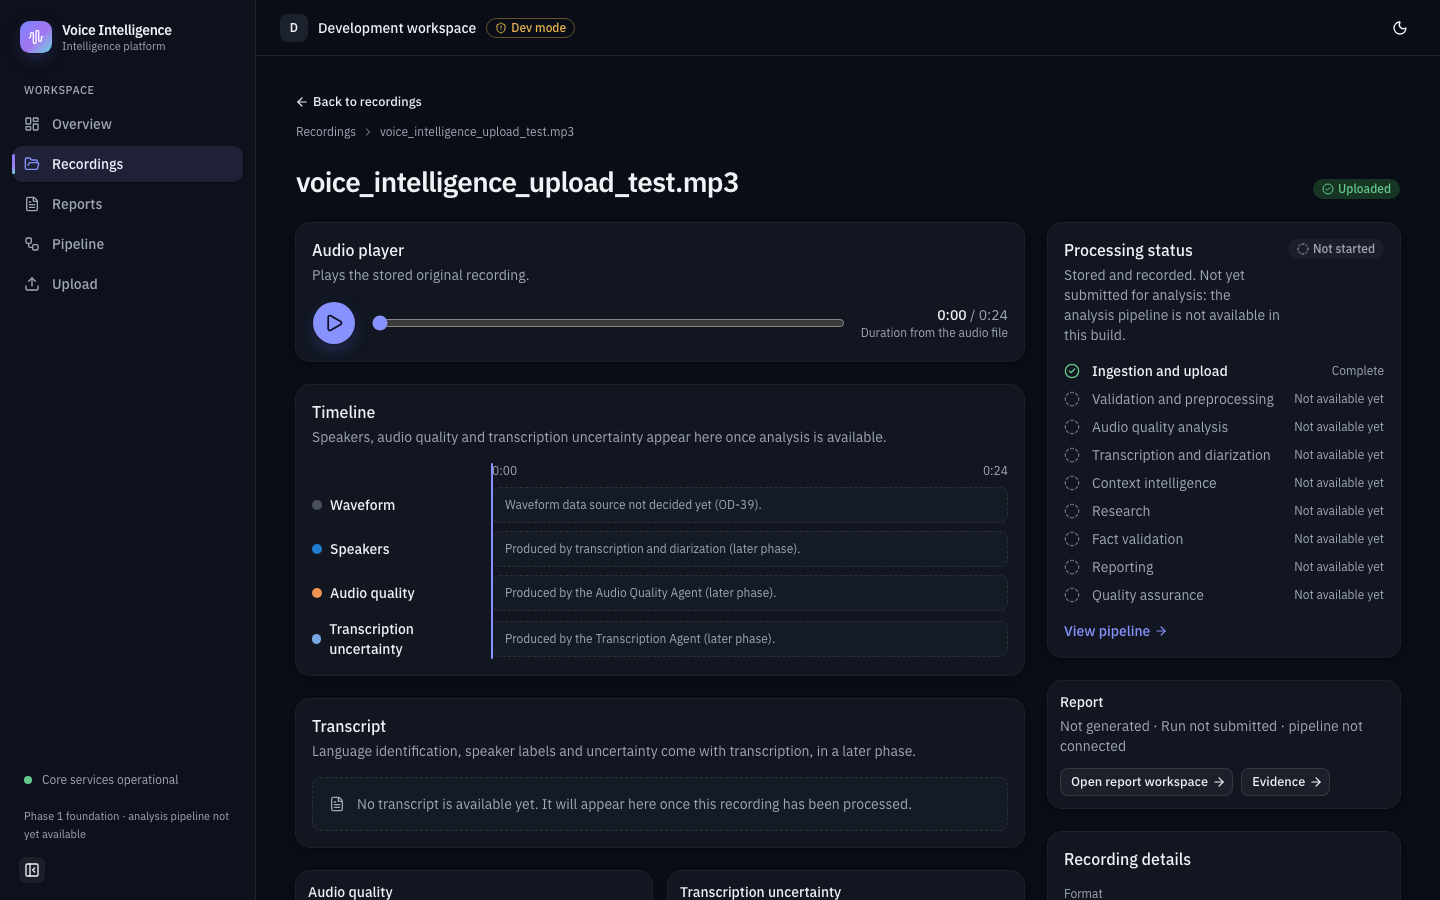 Voice Intelligence
Intelligence platform
WORKSPACE
Overview
Recordings
Reports
Pipeline
Upload
Core services operational
Phase 1 foundation · analysis pipeline not
yet available
D
Development workspace
Dev mode
Back to recordings
Recordings
voice_intelligence_upload_test.mp3
voice_intelligence_upload_test.mp3
Uploaded
Audio player
Plays the stored original recording.
0:00 / 0:24
Duration from the audio file
Timeline
Speakers, audio quality and transcription uncertainty appear here once analysis is available.
0:00
0:24
Waveform
Waveform data source not decided yet (OD-39).
Speakers
Produced by transcription and diarization (later phase).
Audio quality
Produced by the Audio Quality Agent (later phase).
Transcription
uncertainty
Produced by the Transcription Agent (later phase).
Transcript
Language identification, speaker labels and uncertainty come with transcription, in a later phase.
No transcript is available yet. It will appear here once this recording has been processed.
Audio quality
Transcription uncertainty
Processing status
Not started
Stored and recorded. Not yet
submitted for analysis: the
analysis pipeline is not available in
this build.
Ingestion and upload
Complete
Validation and preprocessing
Not available yet
Audio quality analysis
Not available yet
Transcription and diarization
Not available yet
Context intelligence
Not available yet
Research
Not available yet
Fact validation
Not available yet
Reporting
Not available yet
Quality assurance
Not available yet
View pipeline
Report
Not generated · Run not submitted · pipeline not
connected
Open report workspace
Evidence
Recording details
Format